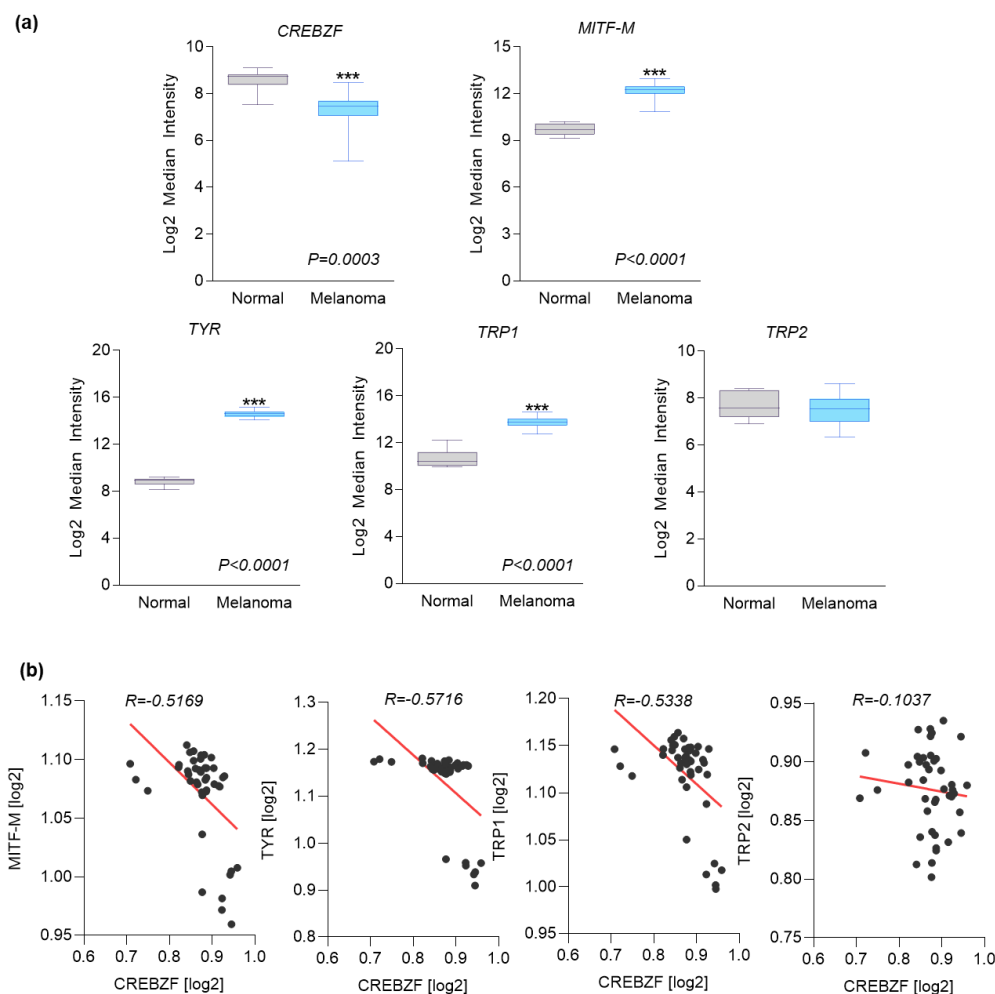 (a)
CREBZF
MITF-M
Log2 Median Intensity
10
8
6
4
2
0
***
P=0.0003
Normal Melanoma
Log2 Median Intensity
15
12
9
6
3
0
***
P<0.0001
Normal Melanoma
TYR
TRP1
TRP2
Log2 Median Intensity
20
16
12
8
4
0
***
P<0.0001
Normal Melanoma
Log2 Median Intensity
20
16
12
8
4
0
***
P<0.0001
Normal Melanoma
Log2 Median Intensity
10
8
6
4
2
0
Normal Melanoma
(b)
R=-0.5169
MITF-M [log2]
1.15
1.10
1.05
1.00
0.95
0.6 0.7 0.8 0.9 1.0
CREBZF [log2]
R=-0.5716
TYR [log2]
1.3
1.2
1.1
1.0
0.9
0.8
0.6 0.7 0.8 0.9 1.0
CREBZF [log2]
R=-0.5338
TRP1 [log2]
1.20
1.15
1.10
1.05
1.00
0.95
0.6 0.7 0.8 0.9 1.0
CREBZF [log2]
R=-0.1037
TRP2 [log2]
0.95
0.90
0.85
0.80
0.75
0.6 0.7 0.8 0.9 1.0
CREBZF [log2]